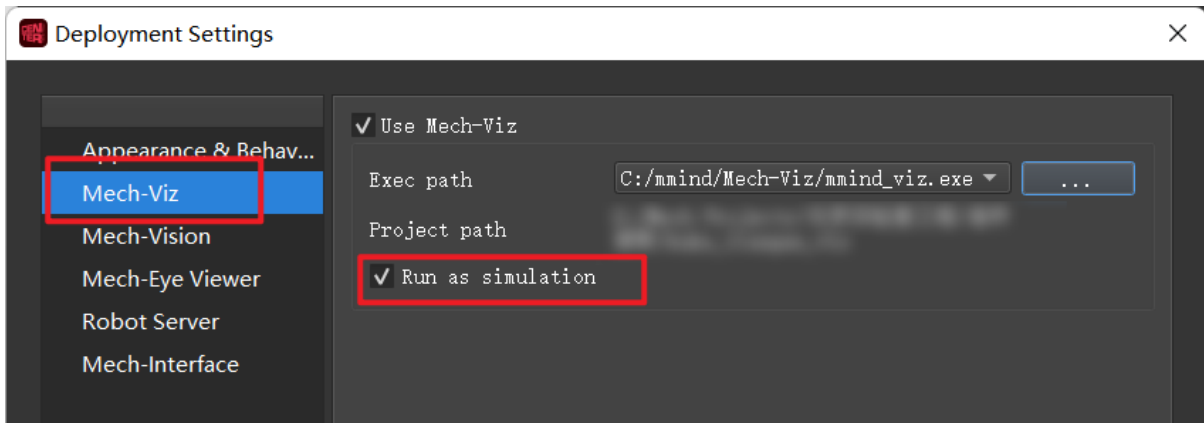 Deployment Settings
Appearance & Behav...
Mech-Viz
Mech-Vision
Mech-Eye Viewer
Robot Server
Mech-Interface
Use Mech-Viz
Exec path
C:/mmind/Mech-Viz/mmind_viz.exe
...
Project path
Run as simulation